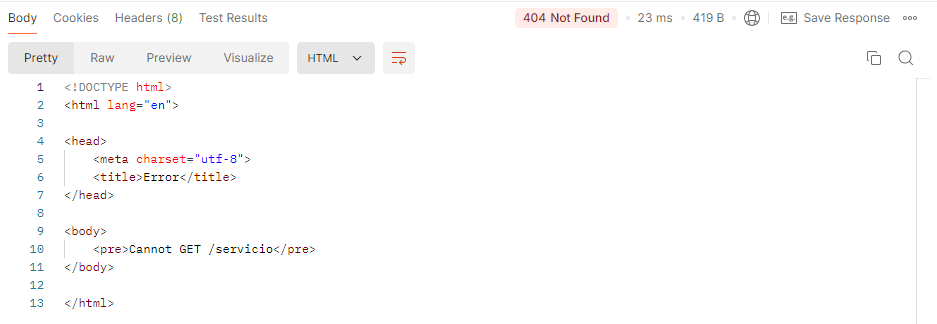 Body Cookies Headers (8) Test Results 404 Not Found 23 ms 419 B e.g. Save Response
Pretty Raw Preview Visualize HTML
1 <!DOCTYPE html>
2 <html lang="en">
3
4 <head>
5 <meta charset="utf-8">
6 <title>Error</title>
7 </head>
8
9 <body>
10 <pre>Cannot GET /servicio</pre>
11 </body>
12
13 </html>